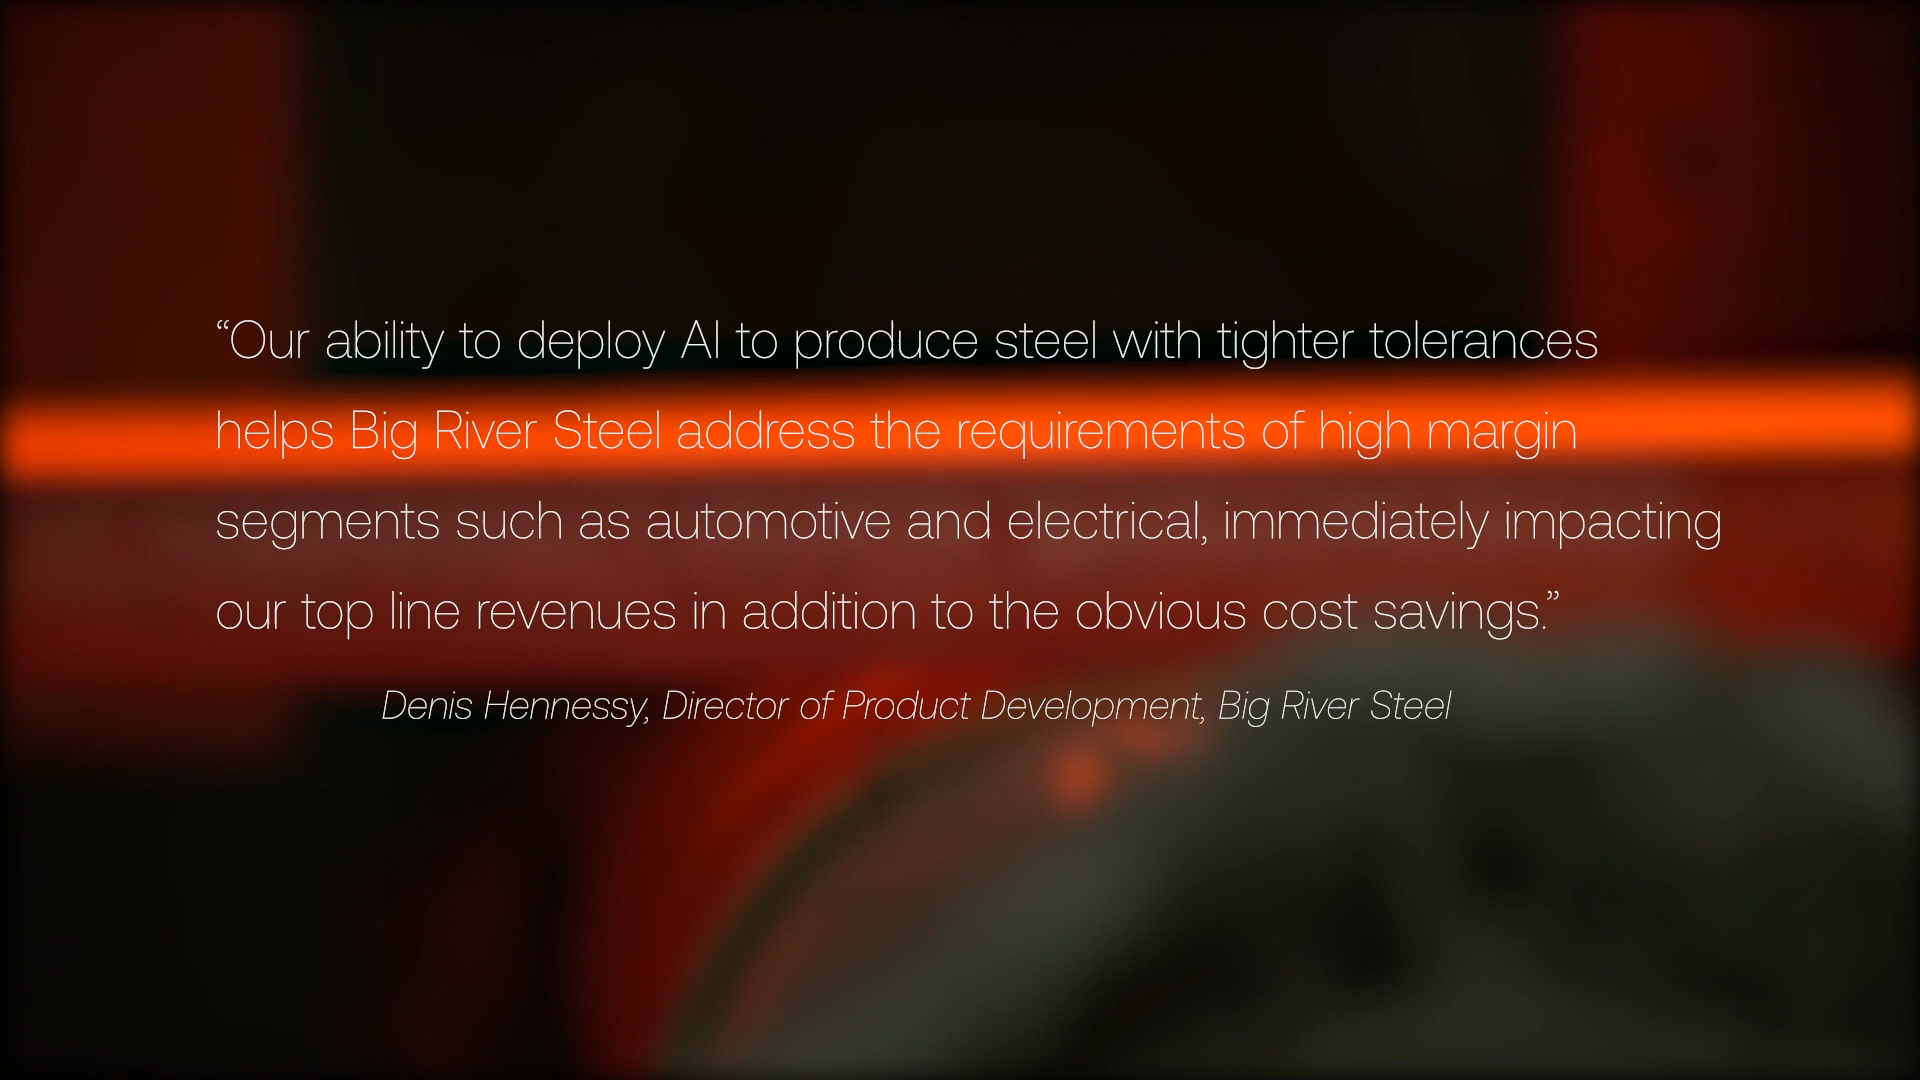 “Our ability to deploy AI to produce steel with tighter tolerances
helps Big River Steel address the requirements of high margin
segments such as automotive and electrical, immediately impacting
our top line revenues in addition to the obvious cost savings.”
Denis Hennessy, Director of Product Development, Big River Steel